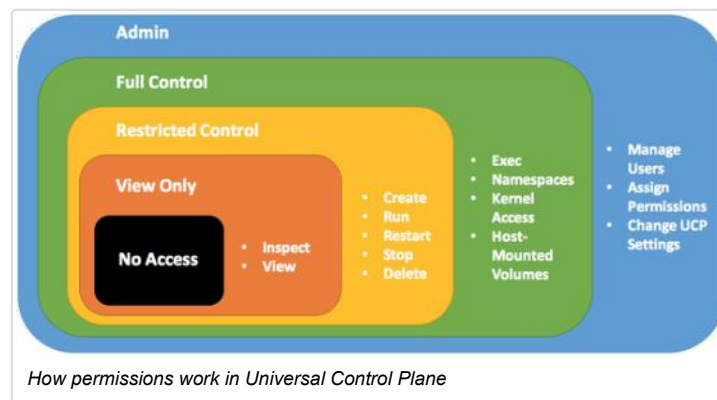 Admin
Full Control
Restricted Control
View Only
No Access
• Inspect
• View
• Create
• Run
• Restart
• Stop
• Delete
• Exec
• Namespaces
• Kernel
Access
• Host-
Mounted
Volumes
• Manage
Users
• Assign
Permissions
• Change UCP
Settings
How permissions work in Universal Control Plane